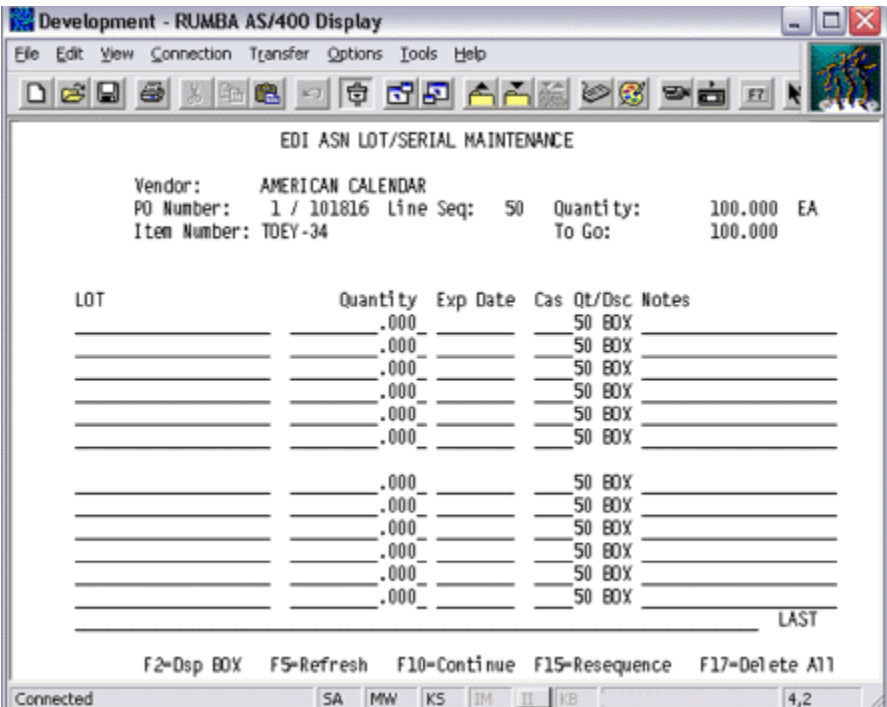 Development - RUMBA AS/400 Display
File Edit View Connection Transfer Options Tools Help
F7
EDI ASN LOT/SERIAL MAINTENANCE
Vendor: AMERICAN CALENDAR
PO Number: 1 / 101816 Line Seq: 50 Quantity: 100.000 EA
Item Number: TOEY-34 To Go: 100.000
LOT Quantity Exp Date Cas Qt/Dsc Notes
.000 50 BOX
.000 50 BOX
.000 50 BOX
.000 50 BOX
.000 50 BOX
.000 50 BOX
.000 50 BOX
.000 50 BOX
.000 50 BOX
.000 50 BOX
.000 50 BOX
.000 50 BOX
LAST
F2=Dsp BOX F5=Refresh F10=Continue F15=Resequence F17=Delete All
Connected SA MW KS IM II KB 4,2